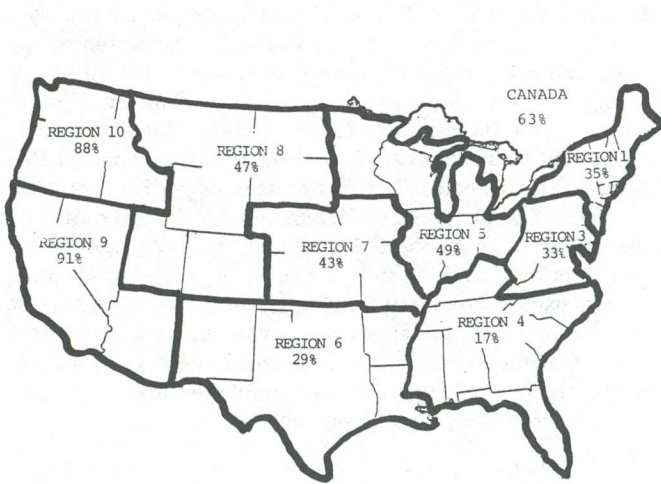 CANADA
63%
REGION 10
88%
REGION 8
47%
REGION 1
35%
REGION 9
91%
REGION 7
43%
REGION 5
49%
REGION 3
33%
REGION 6
29%
REGION 4
17%